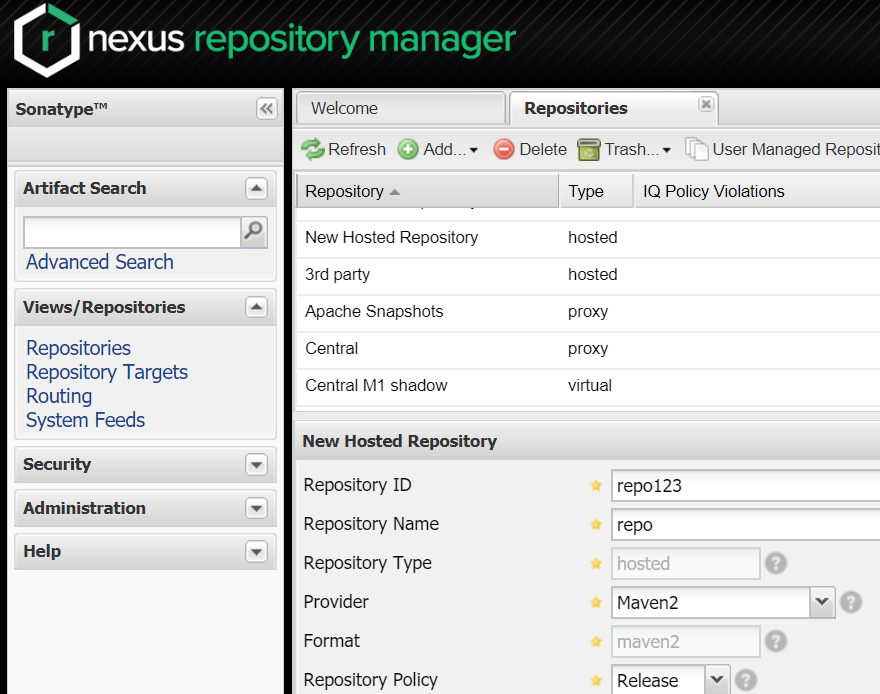 nexus repository manager
Sonatype™
Welcome
Repositories
Refresh Add... Delete Trash... User Managed
Artifact Search
Repository Type IQ Policy Violations
New Hosted Repository hosted
Advanced Search
3rd party hosted
Views/Repositories
Apache Snapshots proxy
Repositories
Central proxy
Repository Targets
Routing
Central M1 shadow virtual
System Feeds
New Hosted Repository
Security
Repository ID repo123
Administration
Repository Name repo
Help
Repository Type hosted
Provider Maven2
Format maven2
Repository Policy Release